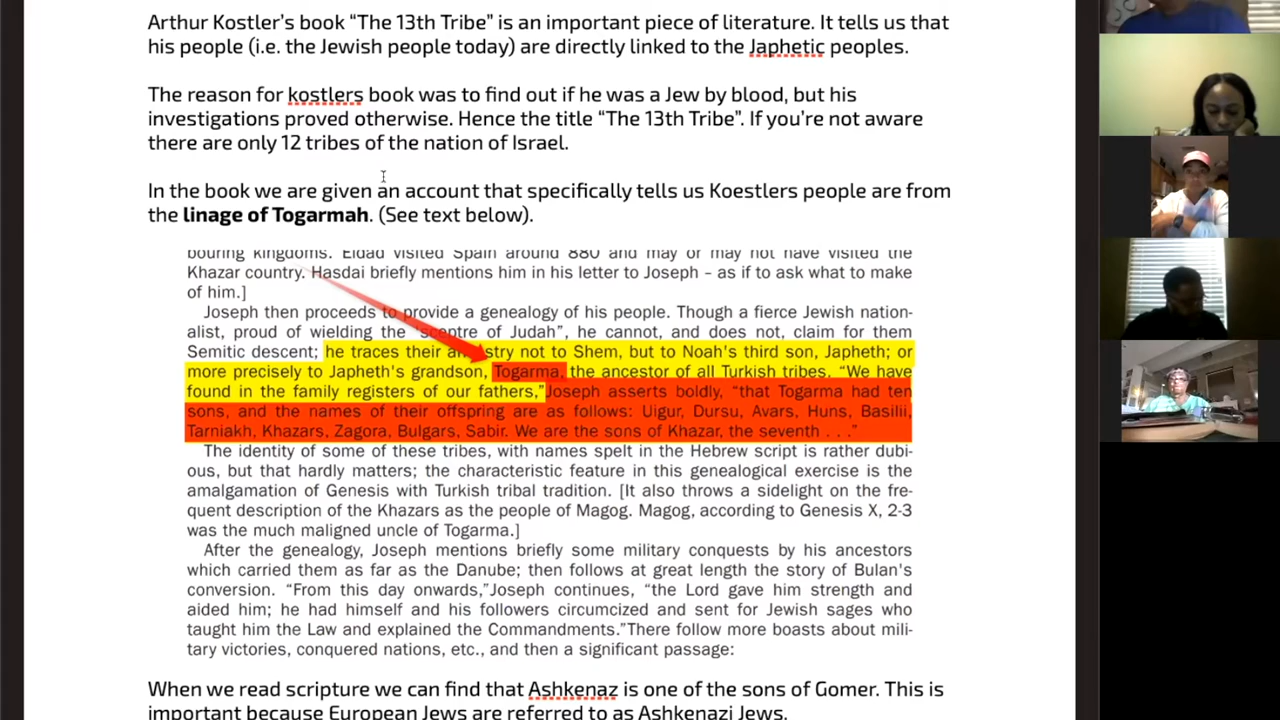 Arthur Kostler’s book “The 13th Tribe” is an important piece of literature. It tells us that
his people (i.e. the Jewish people today) are directly linked to the Japhetic peoples.
The reason for kostlers book was to find out if he was a Jew by blood, but his
investigations proved otherwise. Hence the title “The 13th Tribe”. If you’re not aware
there are only 12 tribes of the nation of Israel.
In the book we are given an account that specifically tells us Koestlers people are from
the linage of Togarmah. (See text below).
bouring kingdoms. Eldad visited Spain around 880 and may or may not have visited the
Khazar country. Hasdai briefly mentions him in his letter to Joseph – as if to ask what to make
of him.]
Joseph then proceeds to provide a genealogy of his people. Though a fierce Jewish nation-
alist, proud of wielding the "sceptre of Judah", he cannot, and does not, claim for them
Semitic descent; he traces their ancestry not to Shem, but to Noah's third son, Japheth; or
more precisely to Japheth's grandson, Togarma, the ancestor of all Turkish tribes. “We have
found in the family registers of our fathers,” Joseph asserts boldly, “that Togarma had ten
sons, and the names of their offspring are as follows: Uigur, Dursu, Avars, Huns, Basilii,
Tarniakh, Khazars, Zagora, Bulgars, Sabir. We are the sons of Khazar, the seventh . . .”
The identity of some of these tribes, with names spelt in the Hebrew script is rather dubi-
ous, but that hardly matters; the characteristic feature in this genealogical exercise is the
amalgamation of Genesis with Turkish tribal tradition. [It also throws a sidelight on the fre-
quent description of the Khazars as the people of Magog. Magog, according to Genesis X, 2-3
was the much maligned uncle of Togarma.]
After the genealogy, Joseph mentions briefly some military conquests by his ancestors
which carried them as far as the Danube; then follows at great length the story of Bulan's
conversion. “From this day onwards,”Joseph continues, “the Lord gave him strength and
aided him; he had himself and his followers circumcized and sent for Jewish sages who
taught him the Law and explained the Commandments.”There follow more boasts about mili-
tary victories, conquered nations, etc., and then a significant passage:
When we read scripture we can find that Ashkenaz is one of the sons of Gomer. This is
important because European Jews are referred to as Ashkenazi Jews.